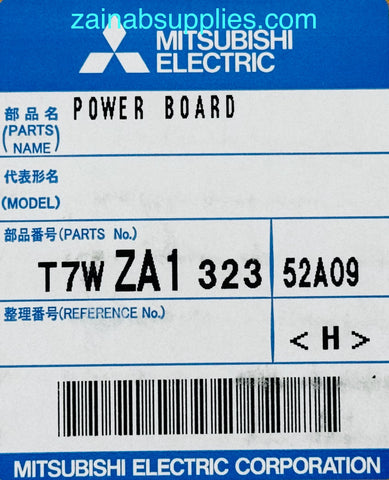 zainabsupplies.com
MITSUBISHI
ELECTRIC
部品名 POWER BOARD
(PARTS
NAME)
代表形名
(MODEL)
部品番号(PARTS No.)
T7W ZA1 323 52A09
整理番号(REFERENCE No.)
<H>
MITSUBISHI ELECTRIC CORPORATION